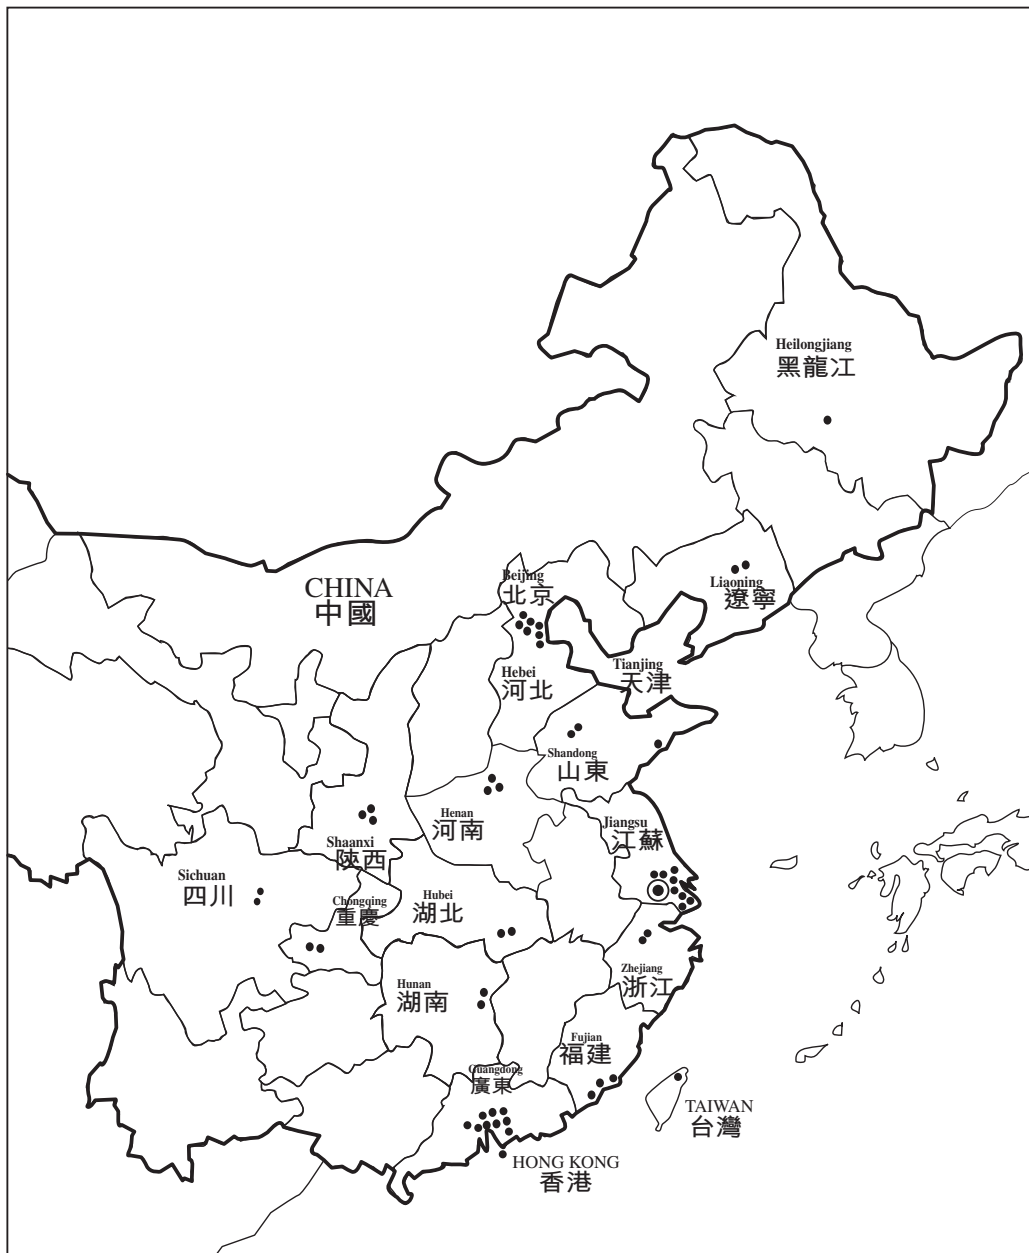 Heilongjiang
黑龍江
Beijing
北京
CHINA
中國
Liaoning
遼寧
Hebei
河北
Tianjing
天津
Shandong
山東
Henan
河南
Jiangsu
江蘇
Shaanxi
陝西
Sichuan
四川
Chongqing
重慶
Hubei
湖北
Zhejiang
浙江
Hunan
湖南
Fujian
福建
Guangdong
廣東
TAIWAN
台灣
HONG KONG
香港